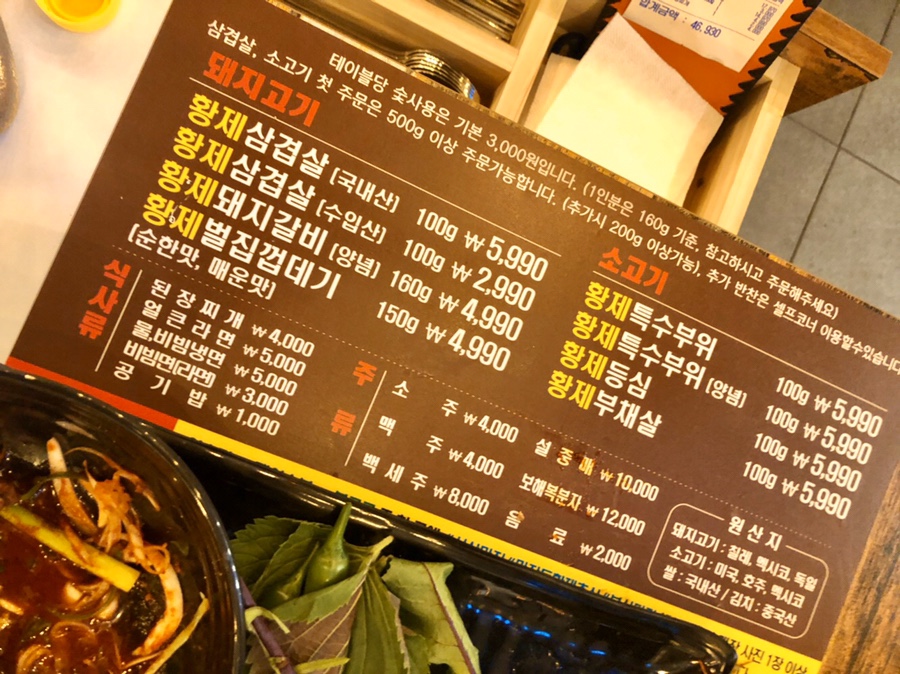 합계금액 : 46,930
테이블당 숯사용은 기본 3,000원입니다. (1인분은 160g 기준, 참고하시고 주문해주세요)
삼겹살, 소고기 첫 주문은 500g 이상 주문가능합니다. (추가시 200g 이상가능), 추가 반찬은 셀프코너 이용할수있습니다
돼지고기
황제삼겹살 (국내산) 100g ₩5,990
황제삼겹살 (수입산) 100g ₩2,990
황제돼지갈비 (양념) 160g ₩4,990
황제벌집껍데기 150g ₩4,990
(순한맛, 매운맛)
소고기
황제특수부위 100g ₩5,990
황제특수부위 (양념) 100g ₩5,990
황제등심 100g ₩5,990
황제부채살 100g ₩5,990
식사류
된장찌개 ₩4,000
얼큰라면 ₩5,000
물,비빔냉면 ₩5,000
비빔면(라면) ₩3,000
공기밥 ₩1,000
주류
소주 ₩4,000
맥주 ₩4,000
백세주 ₩8,000
설중매 ₩10,000
보해복분자 ₩12,000
음료 ₩2,000
원산지
돼지고기 : 칠레, 멕시코, 독일
소고기 : 미국, 호주, 멕시코
쌀 : 국내산 / 김치 : 중국산
사진 1장 이상